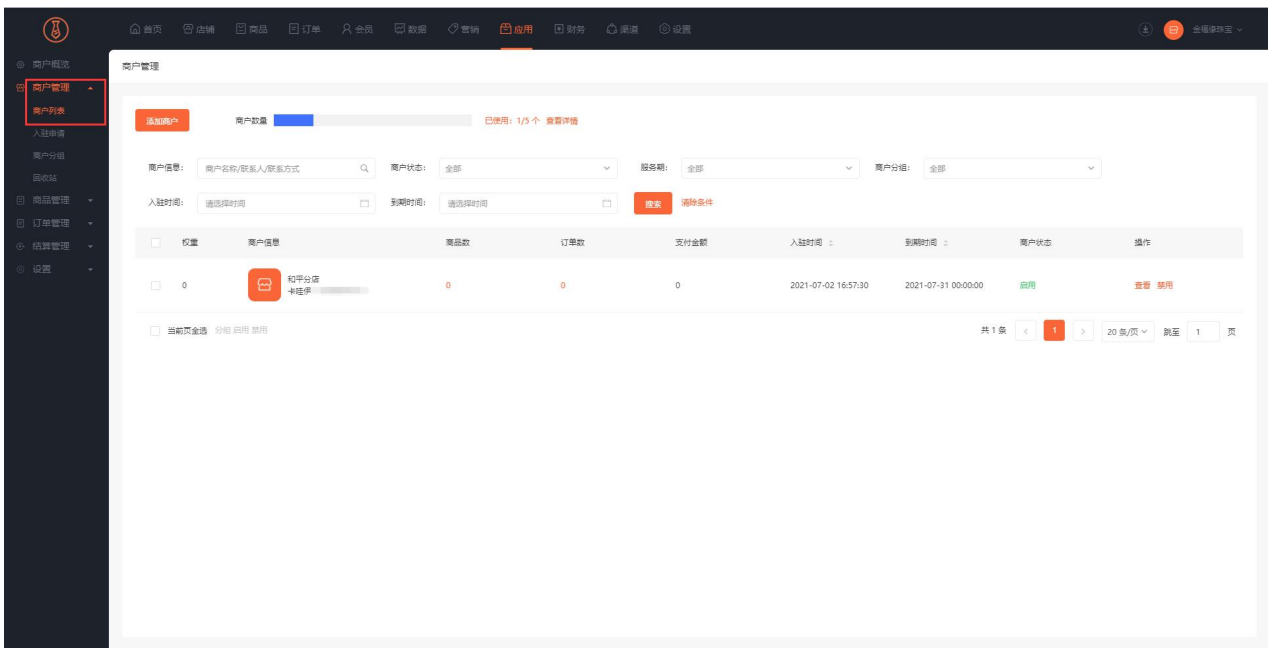 首页 店铺 商品 订单 会员 数据 营销 应用 财务 渠道 设置 金福缘珠宝
商户概览
商户管理
商户列表
入驻申请
商户分组
回收站
商品管理
订单管理
结算管理
设置
商户管理
添加商户 商户数量 已使用：1/5 个 查看详情
商户信息： 商户名称/联系人/联系方式 商户状态： 全部 服务期： 全部 商户分组： 全部
入驻时间： 请选择时间 到期时间： 请选择时间 搜索 清除条件
权重 商户信息 商品数 订单数 支付金额 入驻时间 到期时间 商户状态 操作
0 和平分店 0 0 0 2021-07-02 16:57:30 2021-07-31 00:00:00 启用 查看 禁用
卡哇伊
当前页全选 分组 启用 禁用 共 1 条 < 1 > 20 条/页 跳至 1 页